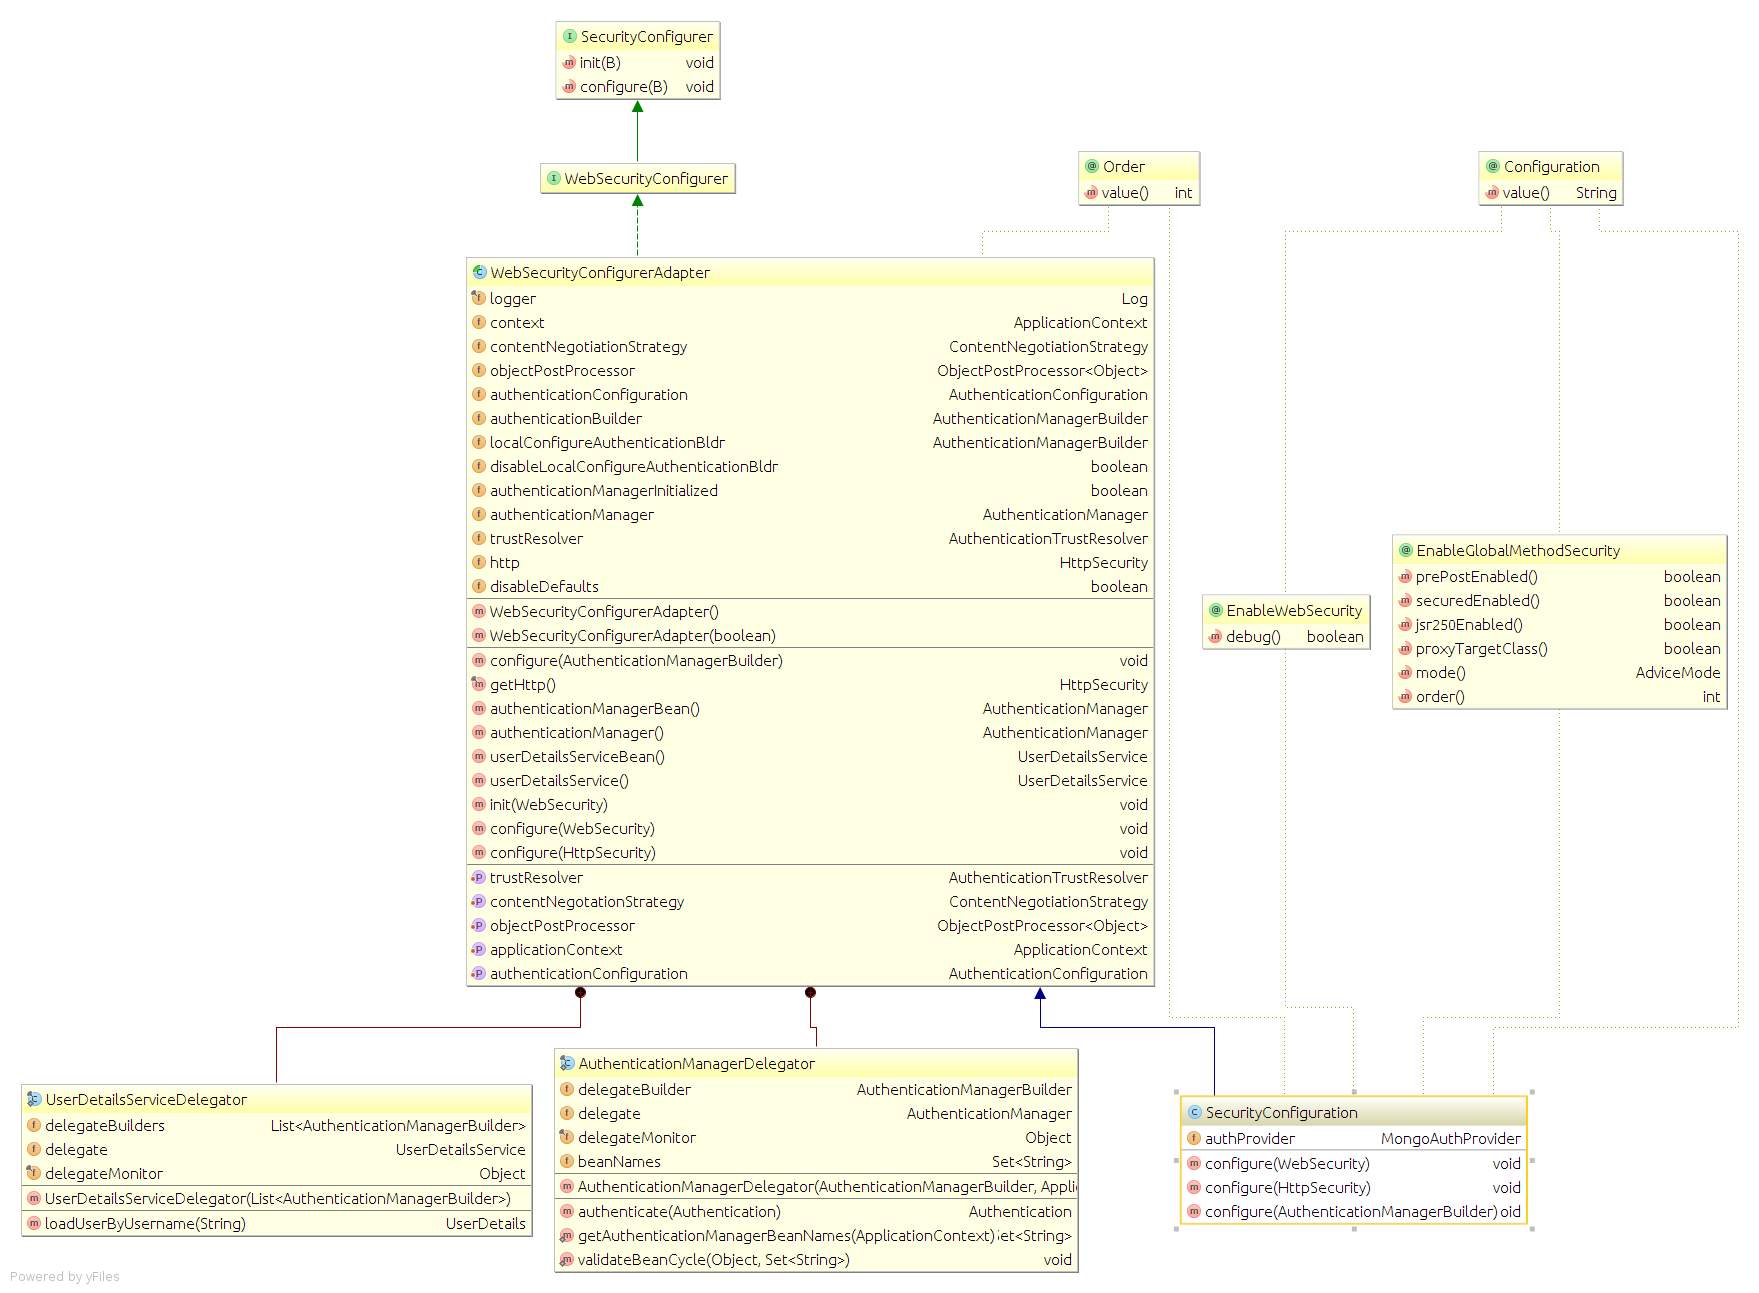 SecurityConfigurer
init(B) void
configure(B) void
WebSecurityConfigurer
Order
value() int
Configuration
value() String
WebSecurityConfigurerAdapter
logger Log
context ApplicationContext
contentNegotiationStrategy ContentNegotiationStrategy
objectPostProcessor ObjectPostProcessor<Object>
authenticationConfiguration AuthenticationConfiguration
authenticationBuilder AuthenticationManagerBuilder
localConfigureAuthenticationBldr AuthenticationManagerBuilder
disableLocalConfigureAuthenticationBldr boolean
authenticationManagerInitialized boolean
authenticationManager AuthenticationManager
trustResolver AuthenticationTrustResolver
http HttpSecurity
disableDefaults boolean
WebSecurityConfigurerAdapter()
WebSecurityConfigurerAdapter(boolean)
configure(AuthenticationManagerBuilder) void
getHttp() HttpSecurity
authenticationManagerBean() AuthenticationManager
authenticationManager() AuthenticationManager
userDetailsServiceBean() UserDetailsService
userDetailsService() UserDetailsService
init(WebSecurity) void
configure(WebSecurity) void
configure(HttpSecurity) void
trustResolver AuthenticationTrustResolver
contentNegotationStrategy ContentNegotiationStrategy
objectPostProcessor ObjectPostProcessor<Object>
applicationContext ApplicationContext
authenticationConfiguration AuthenticationConfiguration
EnableWebSecurity
debug() boolean
EnableGlobalMethodSecurity
prePostEnabled() boolean
securedEnabled() boolean
jsr250Enabled() boolean
proxyTargetClass() boolean
mode() AdviceMode
order() int
UserDetailsServiceDelegator
delegateBuilders List<AuthenticationManagerBuilder>
delegate UserDetailsService
delegateMonitor Object
UserDetailsServiceDelegator(List<AuthenticationManagerBuilder>)
loadUserByUsername(String) UserDetails
AuthenticationManagerDelegator
delegateBuilder AuthenticationManagerBuilder
delegate AuthenticationManager
delegateMonitor Object
beanNames Set<String>
AuthenticationManagerDelegator(AuthenticationManagerBuilder, Appli
authenticate(Authentication) Authentication
getAuthenticationManagerBeanNames(ApplicationContext) et<String>
validateBeanCycle(Object, Set<String>) void
SecurityConfiguration
authProvider MongoAuthProvider
configure(WebSecurity) void
configure(HttpSecurity) void
configure(AuthenticationManagerBuilder) oid
Powered by yFiles